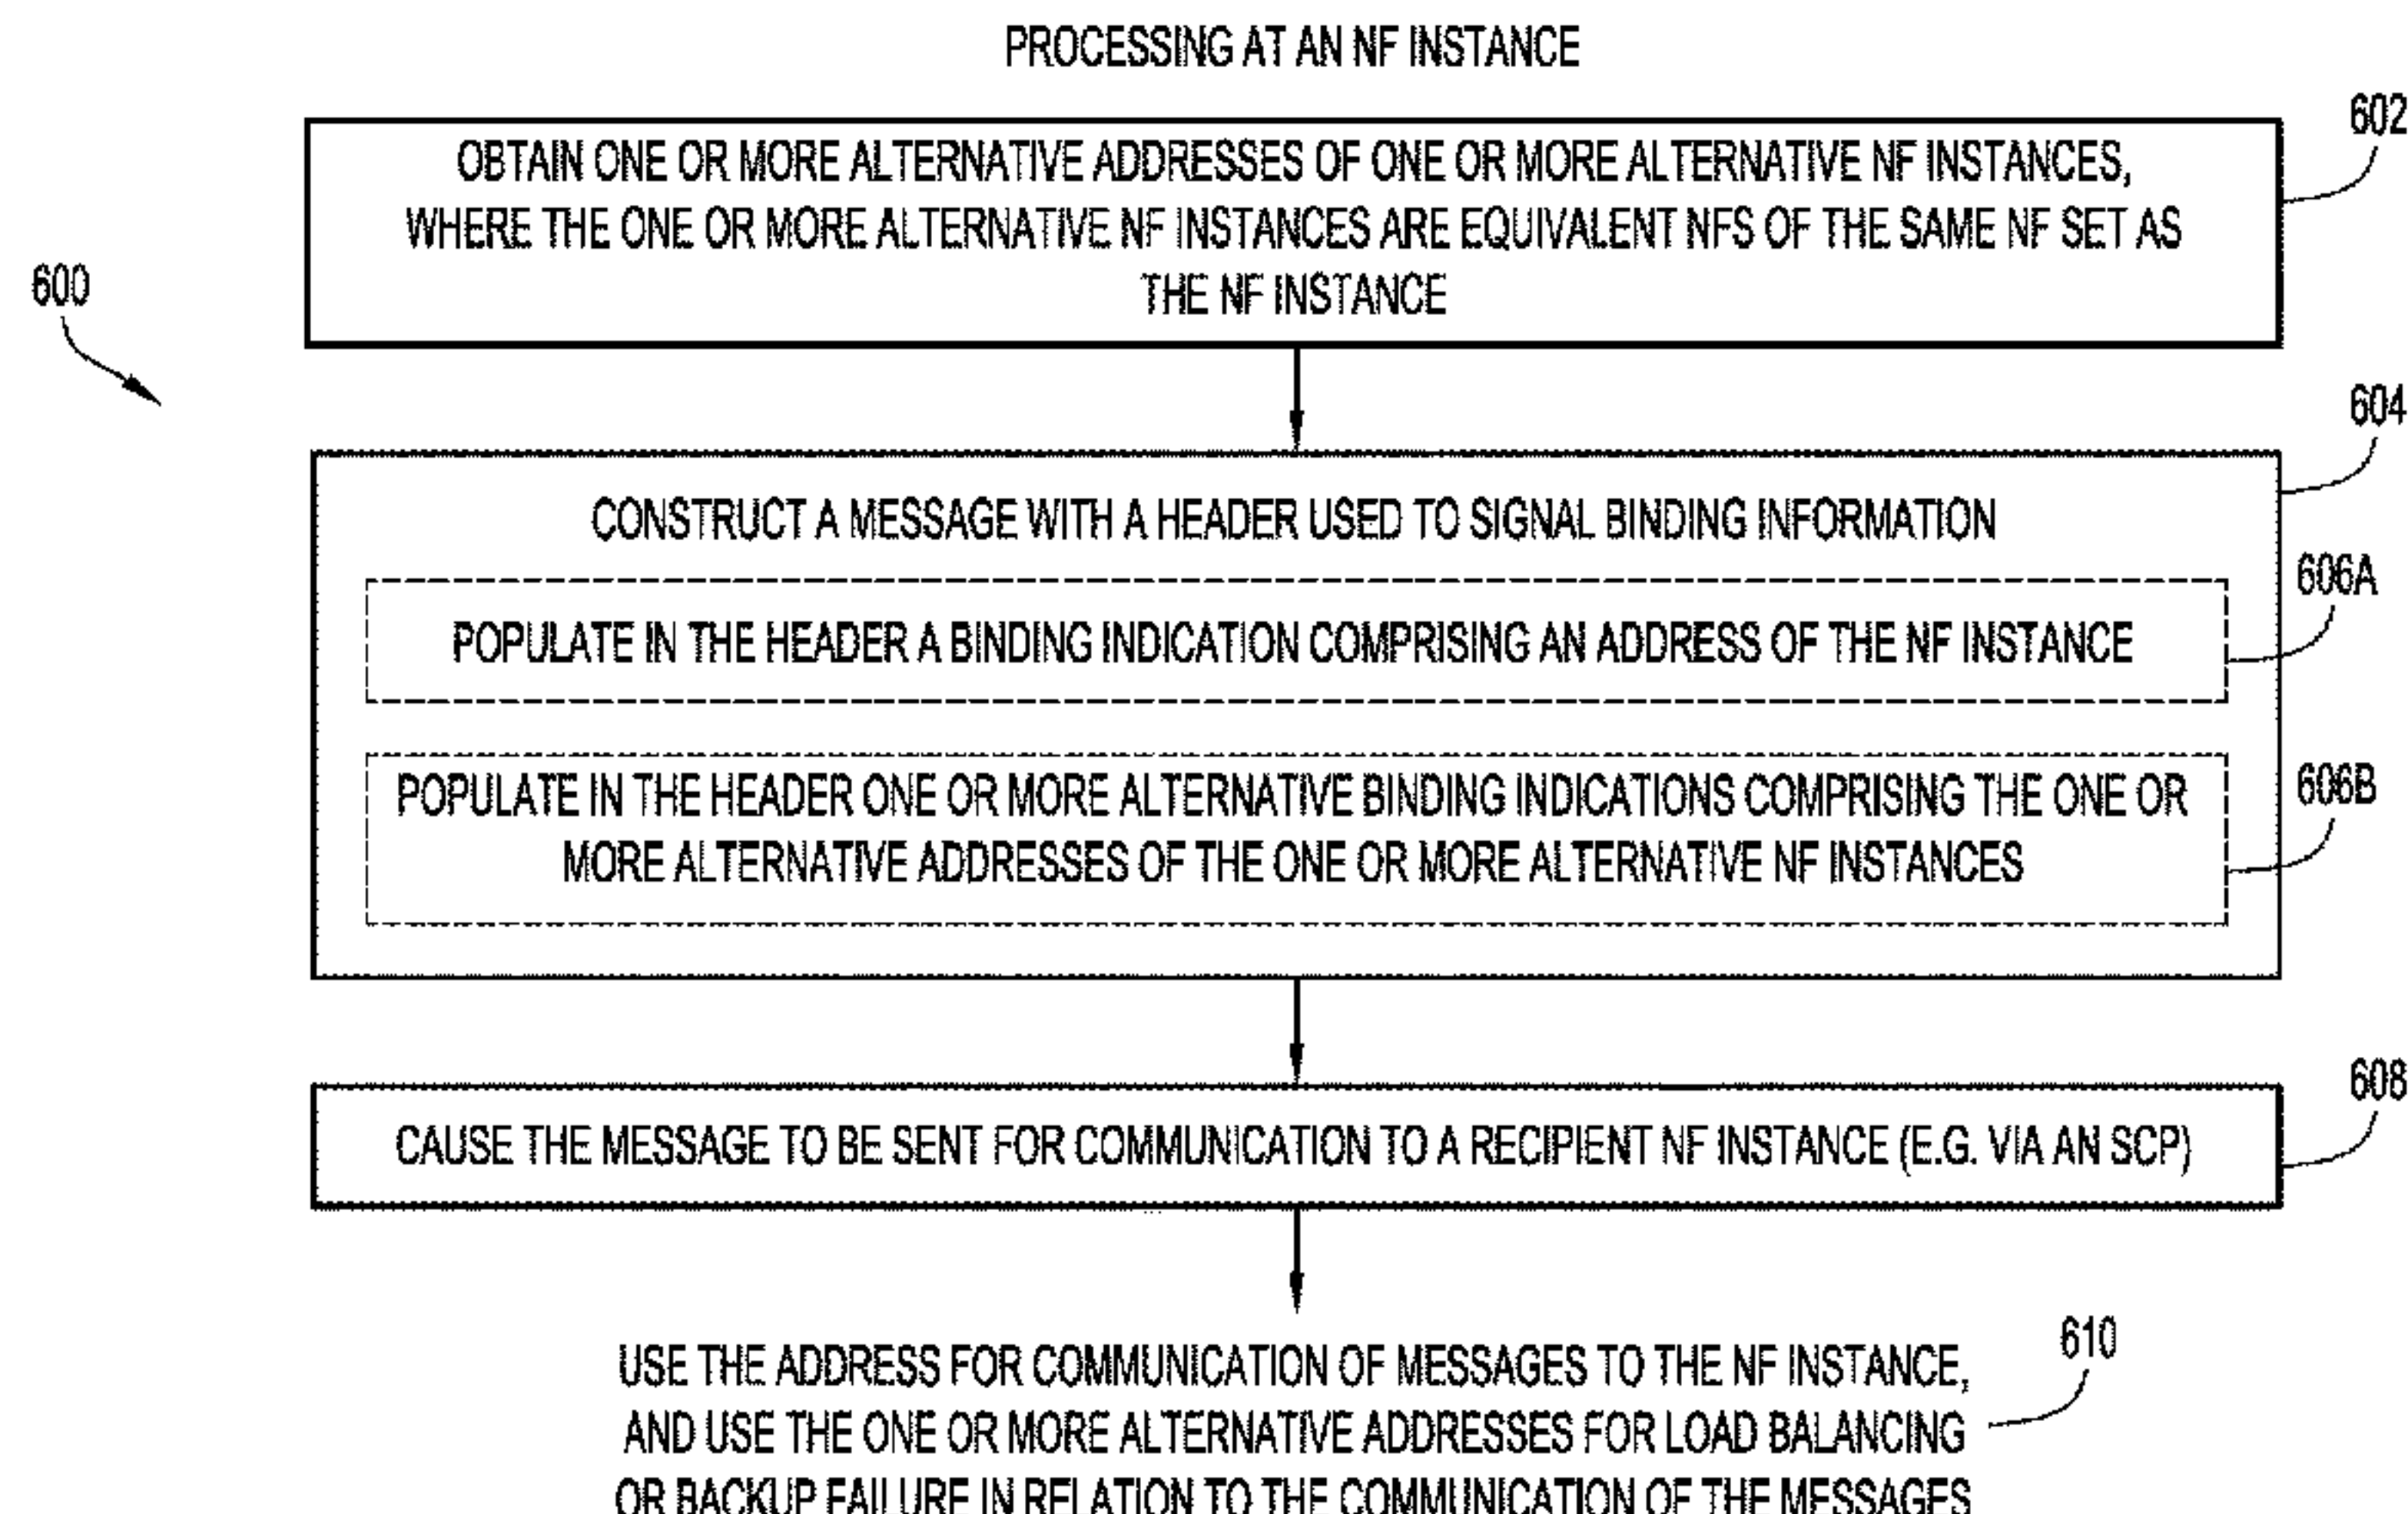 PROCESSING AT AN NF INSTANCE
602
OBTAIN ONE OR MORE ALTERNATIVE ADDRESSES OF ONE OR MORE ALTERNATIVE NF INSTANCES,
WHERE THE ONE OR MORE ALTERNATIVE NF INSTANCES ARE EQUIVALENT NFS OF THE SAME NF SET AS
THE NF INSTANCE
600
604
CONSTRUCT A MESSAGE WITH A HEADER USED TO SIGNAL BINDING INFORMATION
606A
POPULATE IN THE HEADER A BINDING INDICATION COMPRISING AN ADDRESS OF THE NF INSTANCE
606B
POPULATE IN THE HEADER ONE OR MORE ALTERNATIVE BINDING INDICATIONS COMPRISING THE ONE OR
MORE ALTERNATIVE ADDRESSES OF THE ONE OR MORE ALTERNATIVE NF INSTANCES
608
CAUSE THE MESSAGE TO BE SENT FOR COMMUNICATION TO A RECIPIENT NF INSTANCE (E.G. VIA AN SCP)
610
USE THE ADDRESS FOR COMMUNICATION OF MESSAGES TO THE NF INSTANCE,
AND USE THE ONE OR MORE ALTERNATIVE ADDRESSES FOR LOAD BALANCING
OR BACKUP FAILURE IN RELATION TO THE COMMUNICATION OF THE MESSAGES